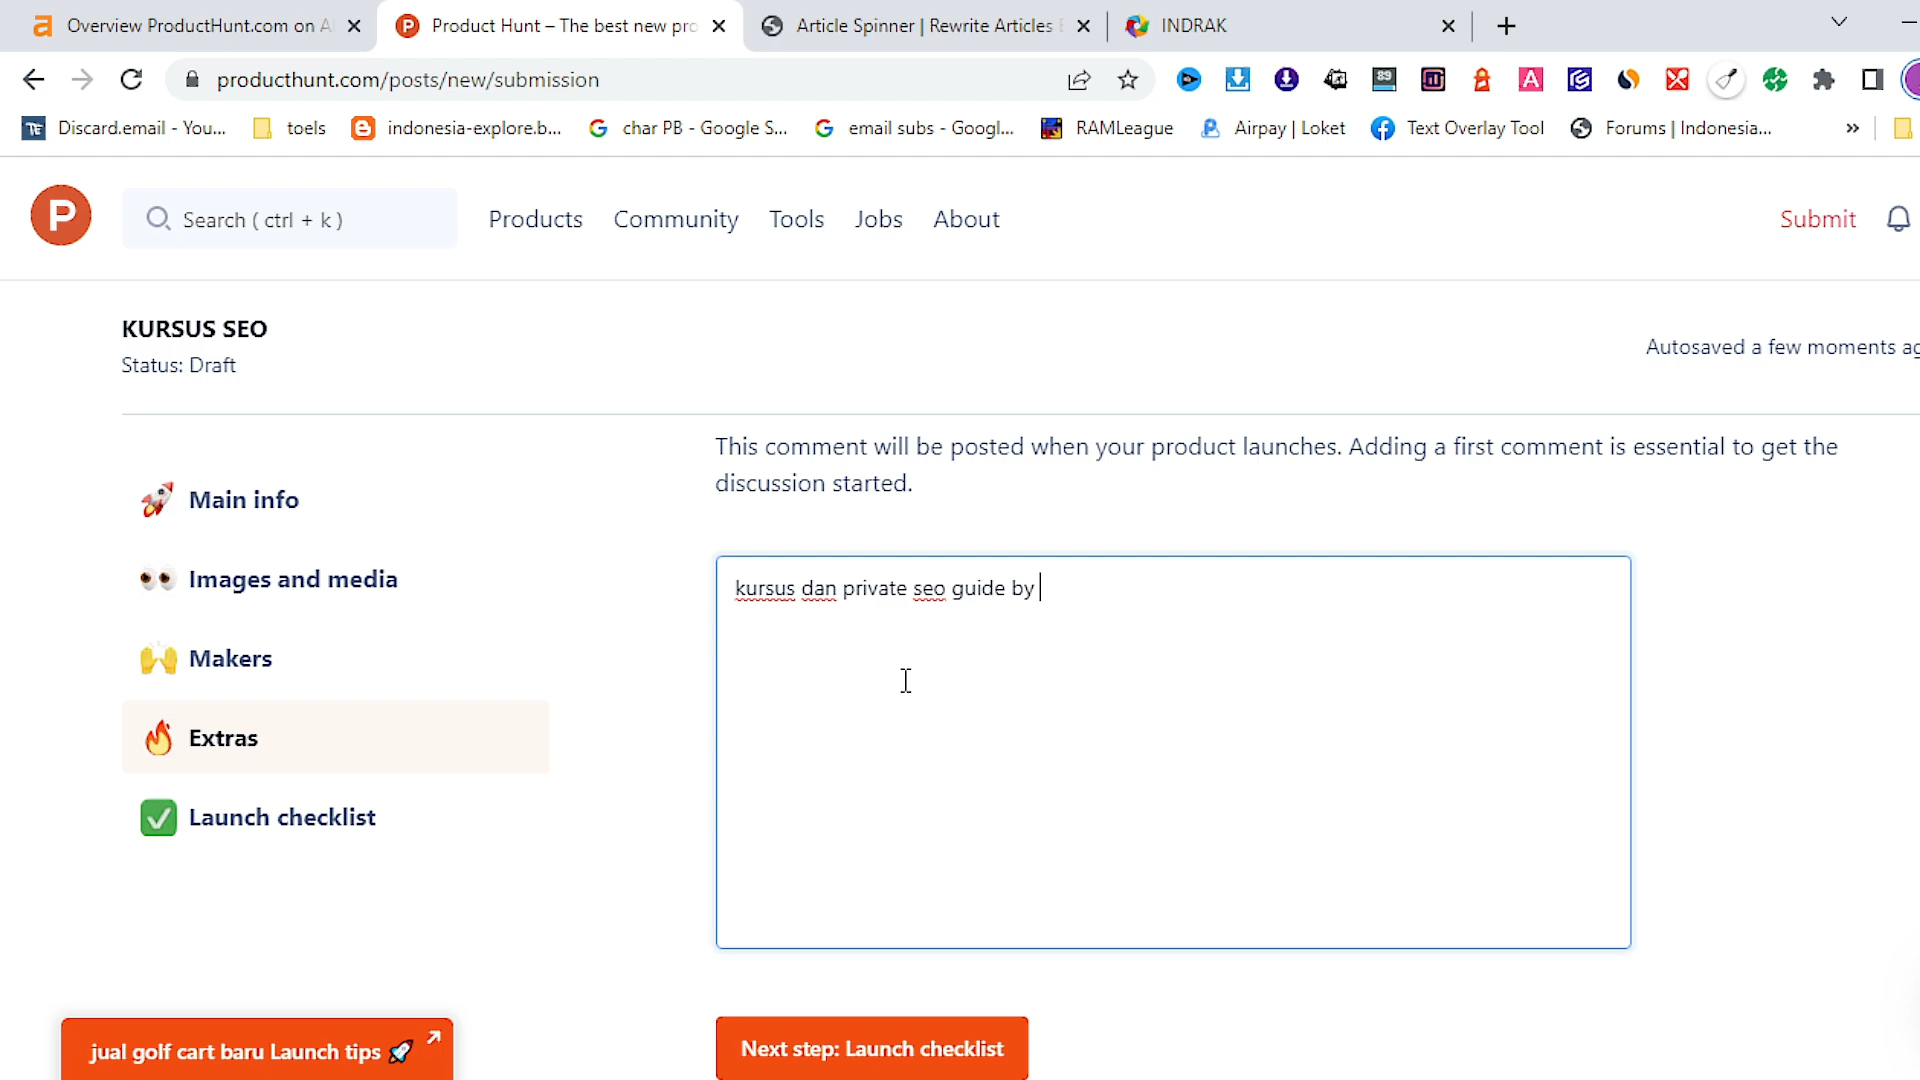 Overview ProductHunt.com on A
Product Hunt – The best new pro
Article Spinner | Rewrite Articles
INDRAK
producthunt.com/posts/new/submission
89
Discard.email - You...
toels
indonesia-explore.b...
char PB - Google S...
email subs - Googl...
RAMLeague
Airpay | Loket
Text Overlay Tool
Forums | Indonesia...
»
P
Search ( ctrl + k )
Products
Community
Tools
Jobs
About
Submit
KURSUS SEO
Status: Draft
Autosaved a few moments ag
Main info
Images and media
Makers
Extras
Launch checklist
This comment will be posted when your product launches. Adding a first comment is essential to get the
discussion started.
kursus dan private seo guide by
jual golf cart baru Launch tips
Next step: Launch checklist